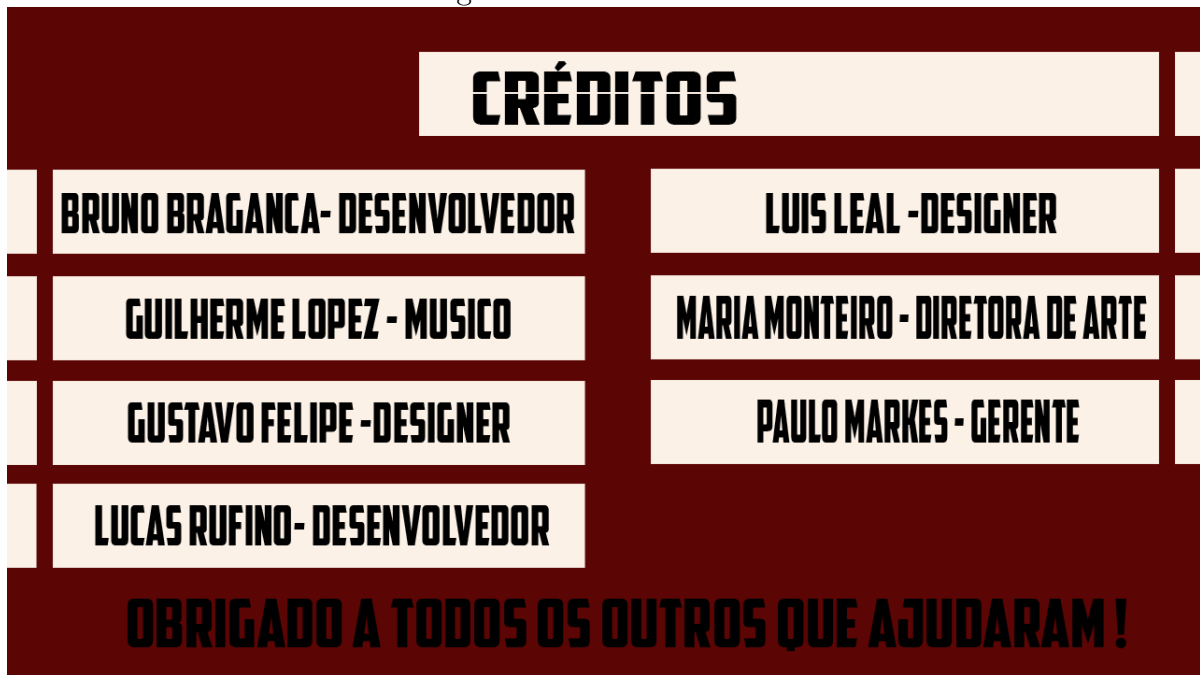 CRÉDITOS
BRUNO BRAGANCA- DESENVOLVEDOR
GUILHERME LOPEZ - MUSICO
GUSTAVO FELIPE -DESIGNER
LUCAS RUFINO- DESENVOLVEDOR
LUIS LEAL -DESIGNER
MARIA MONTEIRO - DIRETORA DE ARTE
PAULO MARKES - GERENTE
OBRIGADO A TODOS OS OUTROS QUE AJUDARAM !